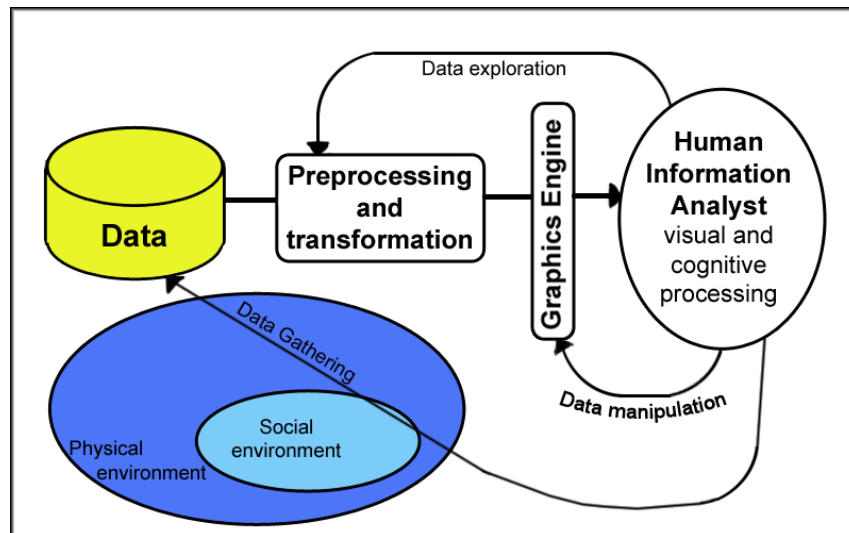 Data exploration
Data
Preprocessing
and
transformation
Graphics Engine
Human
Information
Analyst
visual and
cognitive
processing
Data Gathering
Data manipulation
Physical
environment
Social
environment